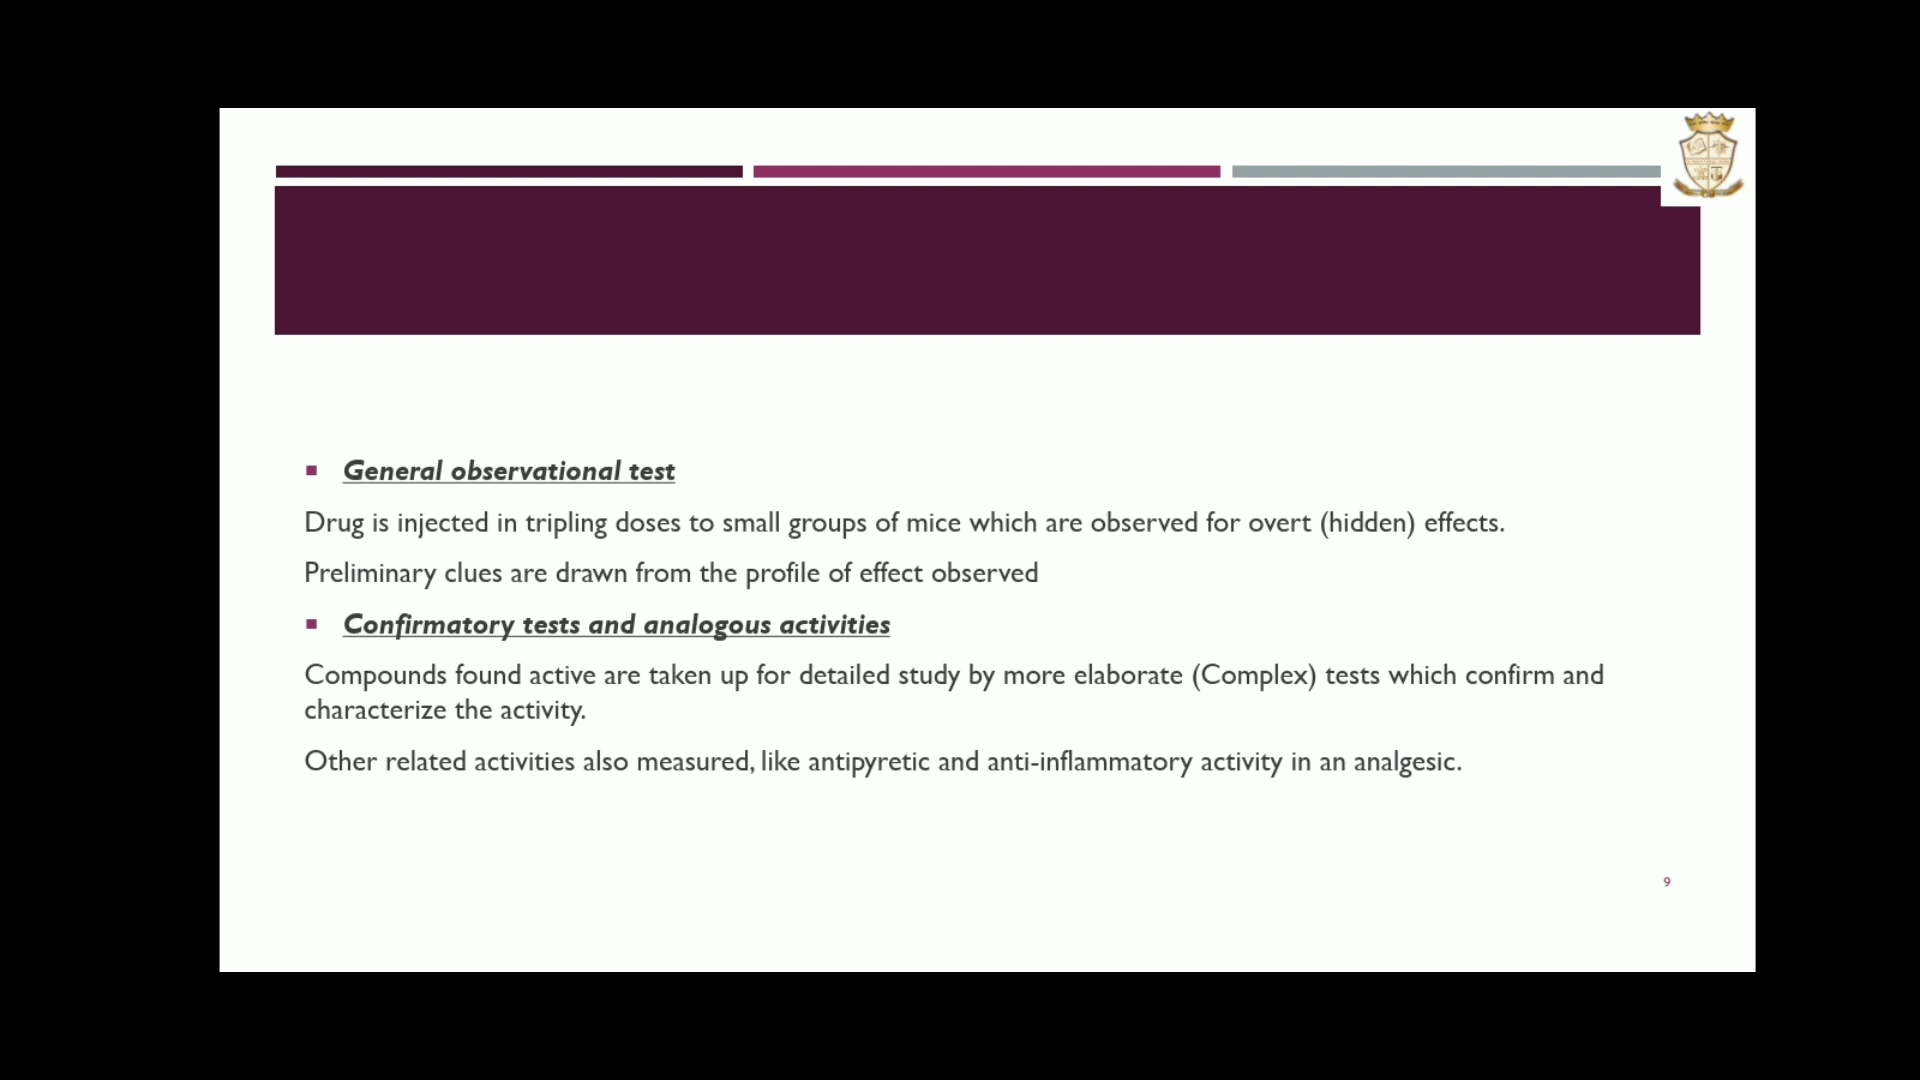 General observational test
Drug is injected in tripling doses to small groups of mice which are observed for overt (hidden) effects.
Preliminary clues are drawn from the profile of effect observed
Confirmatory tests and analogous activities
Compounds found active are taken up for detailed study by more elaborate (Complex) tests which confirm and
characterize the activity.
Other related activities also measured, like antipyretic and anti-inflammatory activity in an analgesic.
9